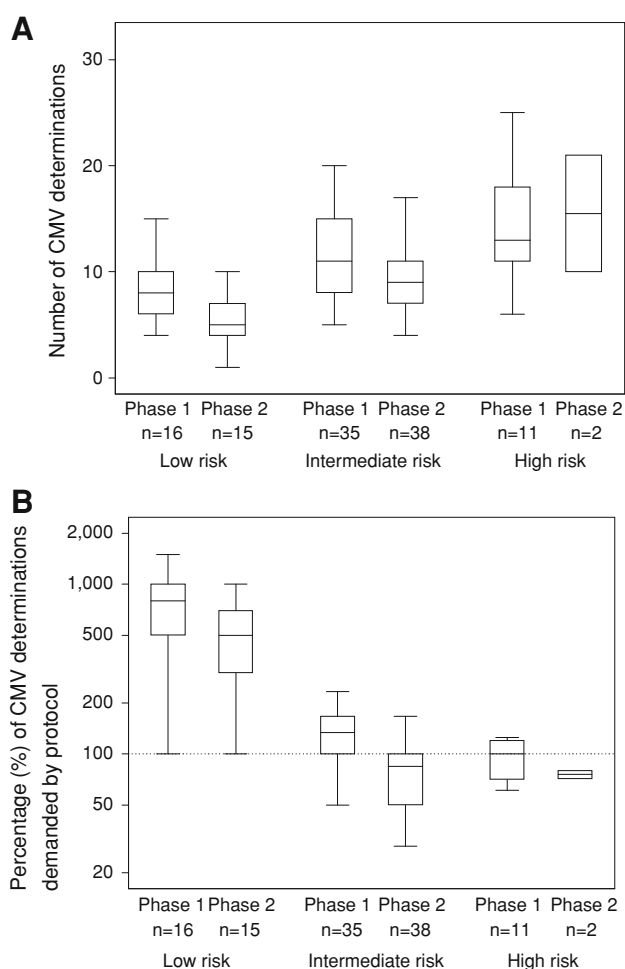 A
Number of CMV determinations
30
20
10
0
Phase 1 Phase 2 Phase 1 Phase 2 Phase 1 Phase 2
n=16 n=15 n=35 n=38 n=11 n=2
Low risk Intermediate risk High risk
B
Percentage (%) of CMV determinations
demanded by protocol
2,000
1,000
500
200
100
50
20
Phase 1 Phase 2 Phase 1 Phase 2 Phase 1 Phase 2
n=16 n=15 n=35 n=38 n=11 n=2
Low risk Intermediate risk High risk